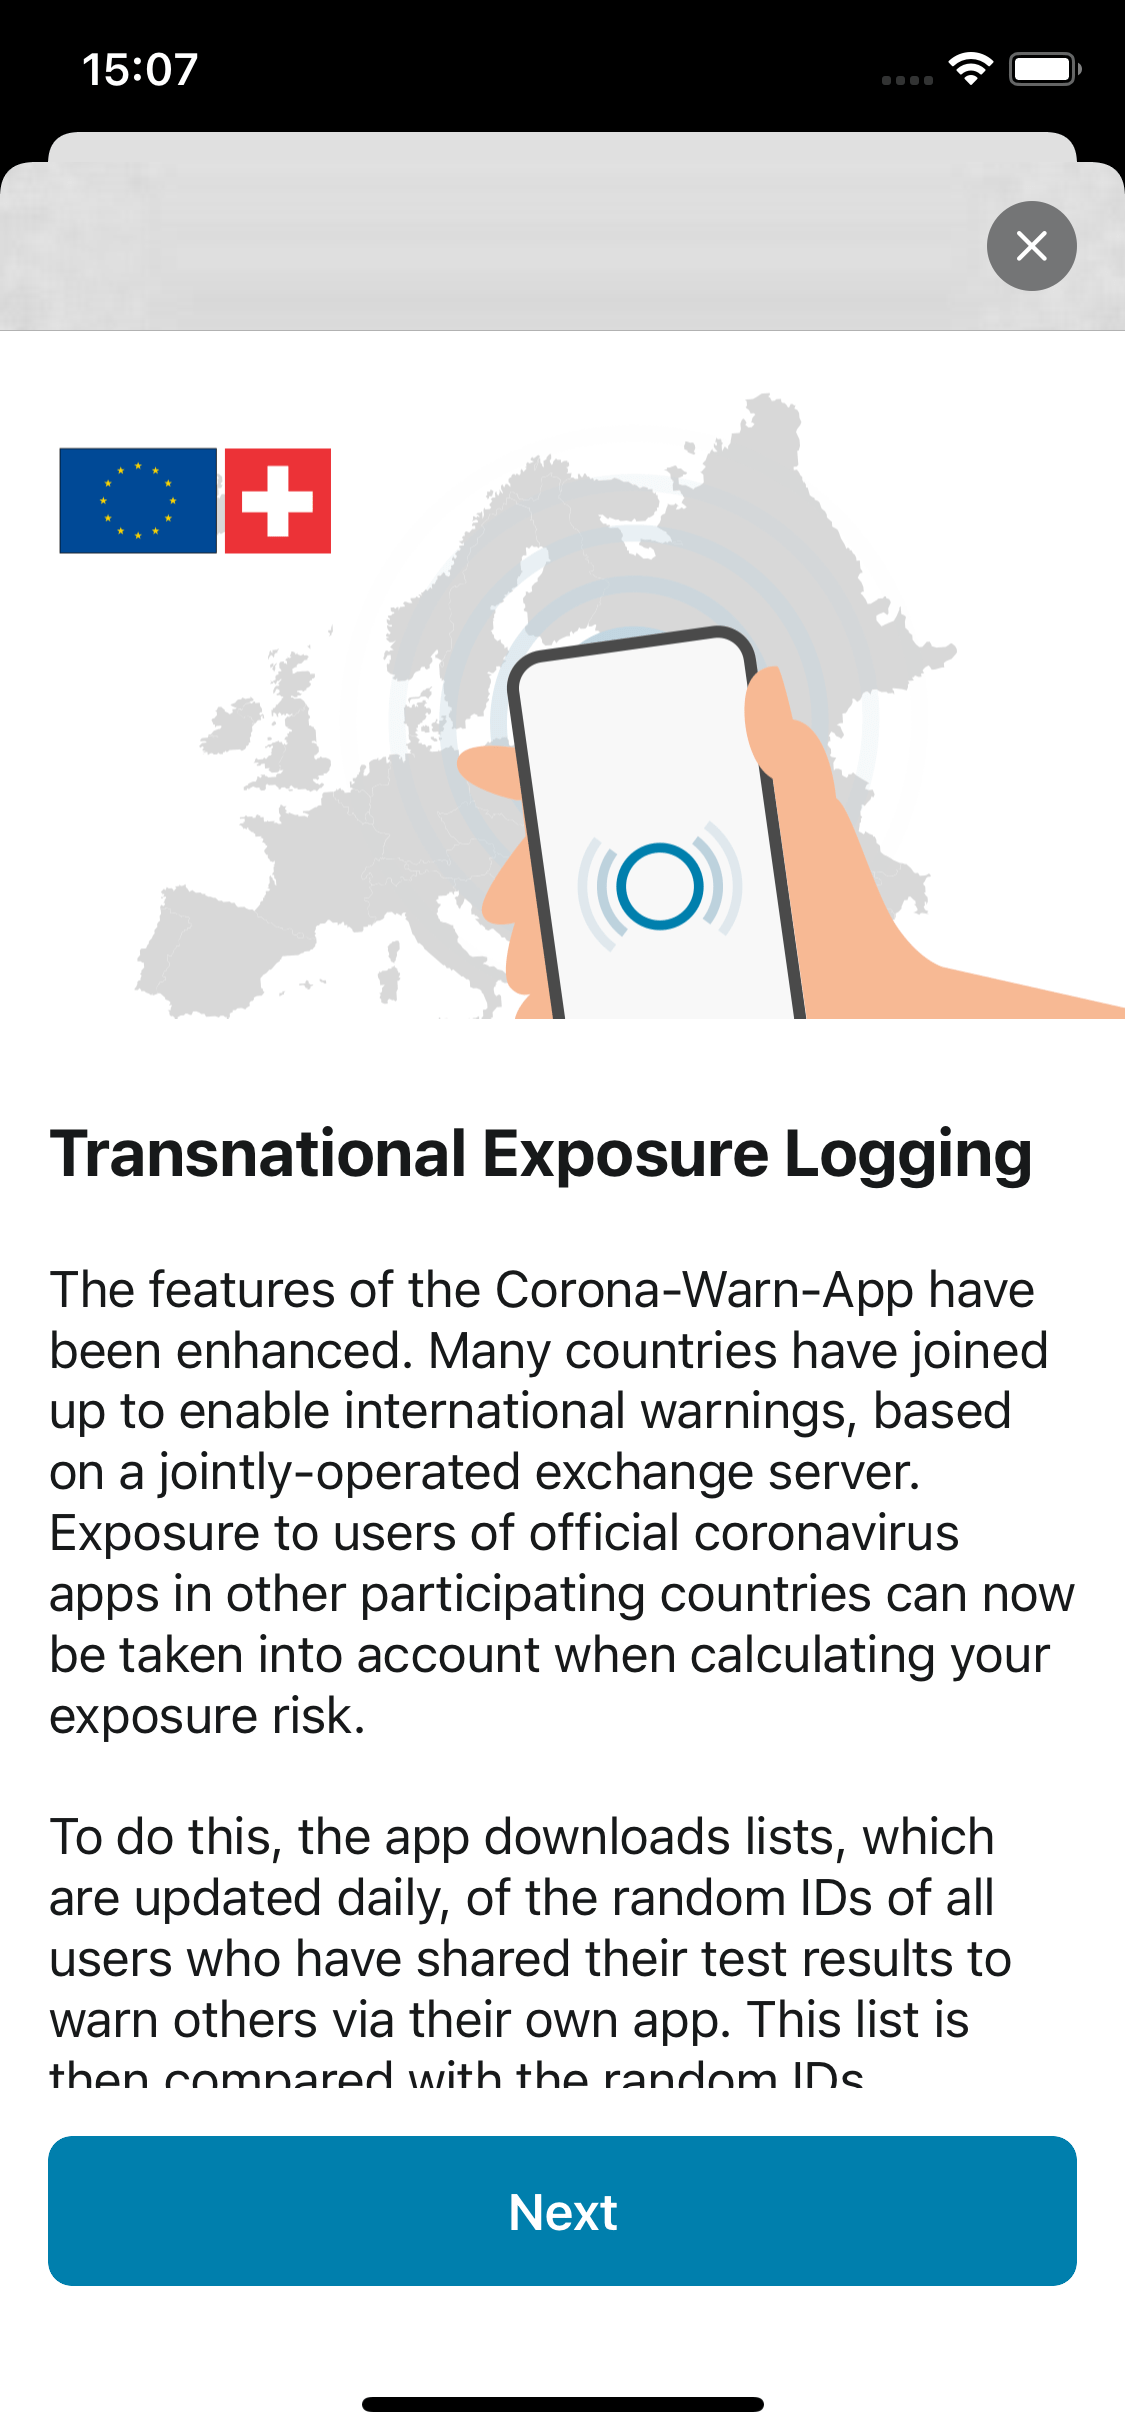 15:07
Transnational Exposure Logging
The features of the Corona-Warn-App have
been enhanced. Many countries have joined
up to enable international warnings, based
on a jointly-operated exchange server.
Exposure to users of official coronavirus
apps in other participating countries can now
be taken into account when calculating your
exposure risk.
To do this, the app downloads lists, which
are updated daily, of the random IDs of all
users who have shared their test results to
warn others via their own app. This list is
then compared with the random IDs
Next